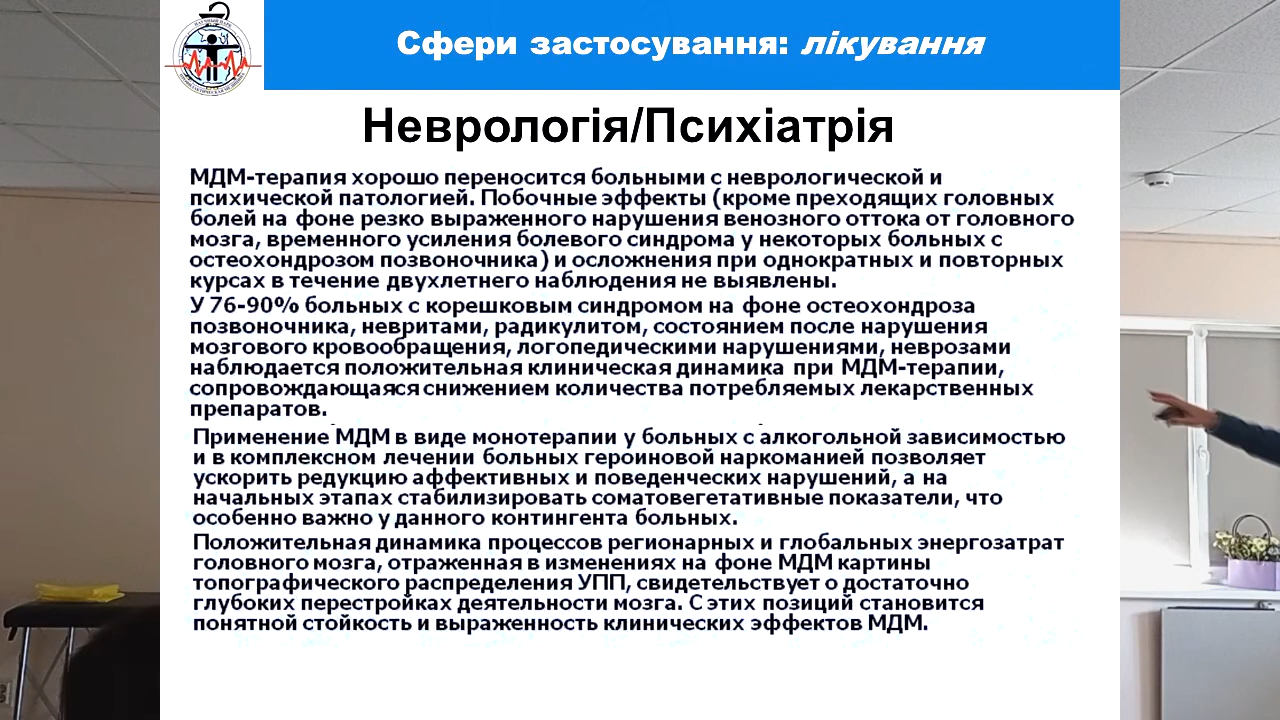 Сфери застосування: лікування
Неврологія/Психіатрія
МДМ-терапия хорошо переносится больными с неврологической и
психической патологией. Побочные эффекты (кроме преходящих головных
болей на фоне резко выраженного нарушения венозного оттока от головного
мозга, временного усиления болевого синдрома у некоторых больных с
остеохондрозом позвоночника) и осложнения при однократных и повторных
курсах в течение двухлетнего наблюдения не выявлены.
У 76-90% больных с корешковым синдромом на фоне остеохондроза
позвоночника, невритами, радикулитом, состоянием после нарушения
мозгового кровообращения, логопедическими нарушениями, неврозами
наблюдается положительная клиническая динамика при МДМ-терапии,
сопровождающаяся снижением количества потребляемых лекарственных
препаратов.
Применение МДМ в виде монотерапии у больных с алкогольной зависимостью
и в комплексном лечении больных героиновой наркоманией позволяет
ускорить редукцию аффективных и поведенческих нарушений, а на
начальных этапах стабилизировать соматовегетативные показатели, что
особенно важно у данного контингента больных.
Положительная динамика процессов регионарных и глобальных энергозатрат
головного мозга, отраженная в изменениях на фоне МДМ картины
топографического распределения УПП, свидетельствует о достаточно
глубоких перестройках деятельности мозга. С этих позиций становится
понятной стойкость и выраженность клинических эффектов МДМ.